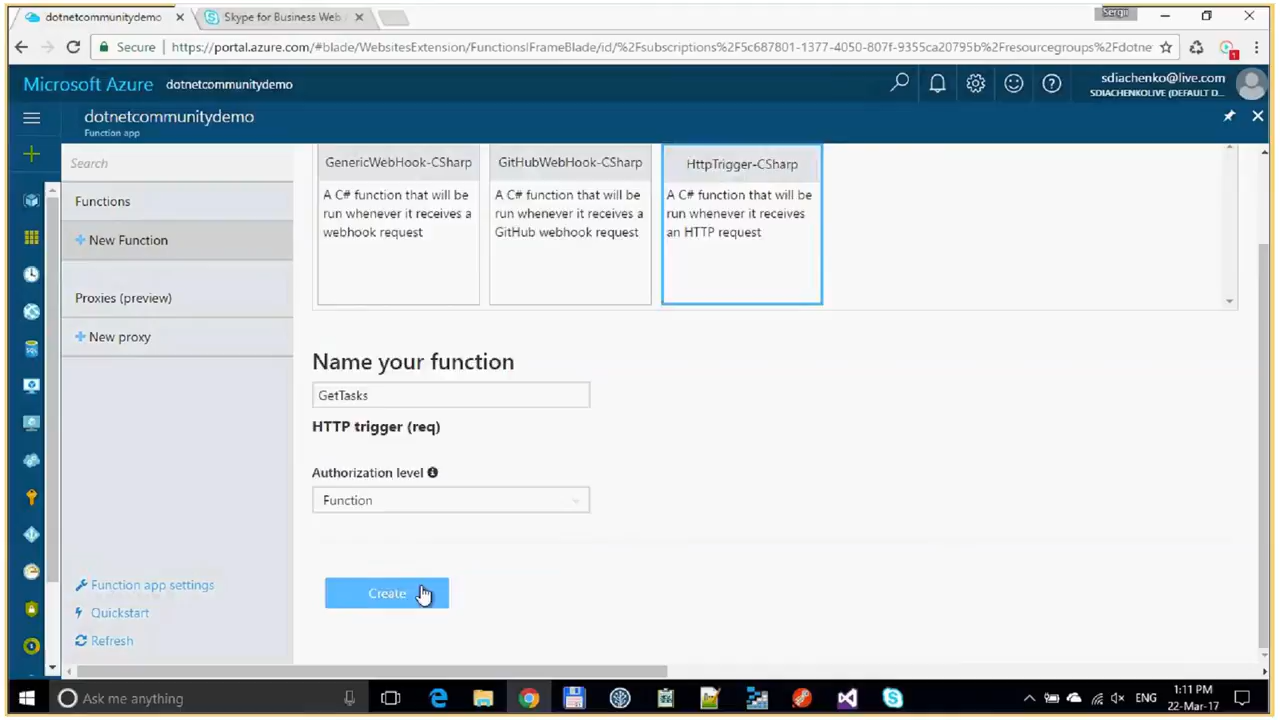 dotnetcommunitydemo
Skype for Business Web
Sergii
Secure
https://portal.azure.com/#blade/WebsitesExtension/FunctionsIFrameBlade/id/%2Fsubscriptions%2F5c687801-1377-4050-807f-9355ca20795b%2Fresourcegroups%2Fdotne
1
Microsoft Azure dotnetcommunitydemo
sdiachenko@live.com
SDIACHENKOLIVE (DEFAULT D...
dotnetcommunitydemo
Function app
Search
Functions
New Function
Proxies (preview)
New proxy
Function app settings
Quickstart
Refresh
GenericWebHook-CSharp
A C# function that will be
run whenever it receives a
webhook request
GitHubWebHook-CSharp
A C# function that will be
run whenever it receives a
GitHub webhook request
HttpTrigger-CSharp
A C# function that will be
run whenever it receives
an HTTP request
Name your function
GetTasks
HTTP trigger (req)
Authorization level
Function
Create
Ask me anything
ENG
1:11 PM
22-Mar-17